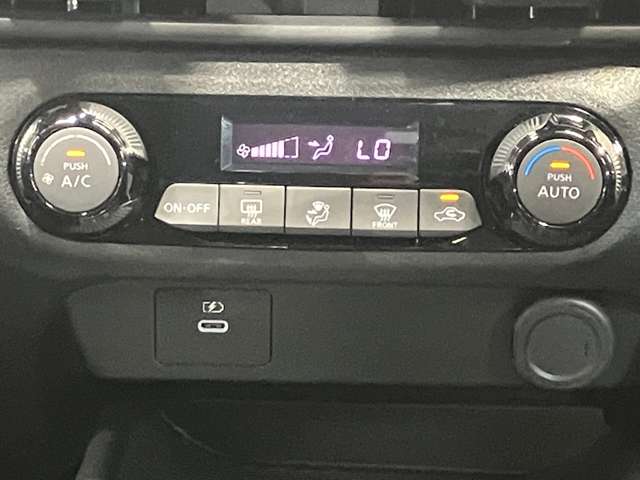 LO
PUSH
A/C
PUSH
AUTO
ON-OFF
REAR
FRONT